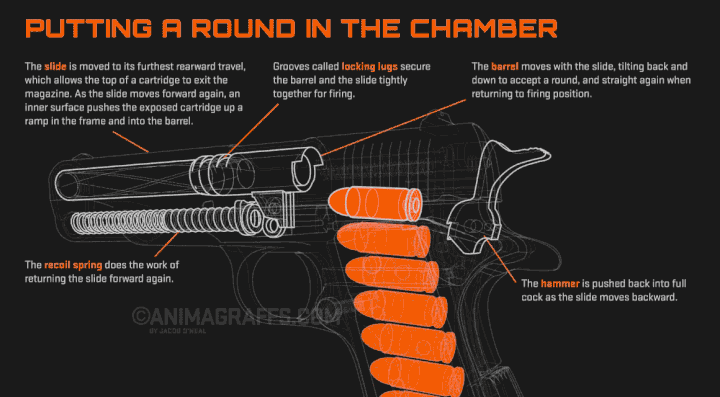 PUTTING A ROUND IN THE CHAMBER
The slide is moved to its furthest rearward travel,
which allows the top of a cartridge to exit the
magazine. As the slide moves forward again, an
inner surface pushes the exposed cartridge up a
ramp in the frame and into the barrel.
Grooves called locking lugs secure
the barrel and the slide tightly
together for firing.
The barrel moves with the slide, tilting back and
down to accept a round, and straight again when
returning to firing position.
The recoil spring does the work of
returning the slide forward again.
The hammer is pushed back into full
cock as the slide moves backward.
©ANIMAGRAFFS.COM
BY JACOB O'NEAL